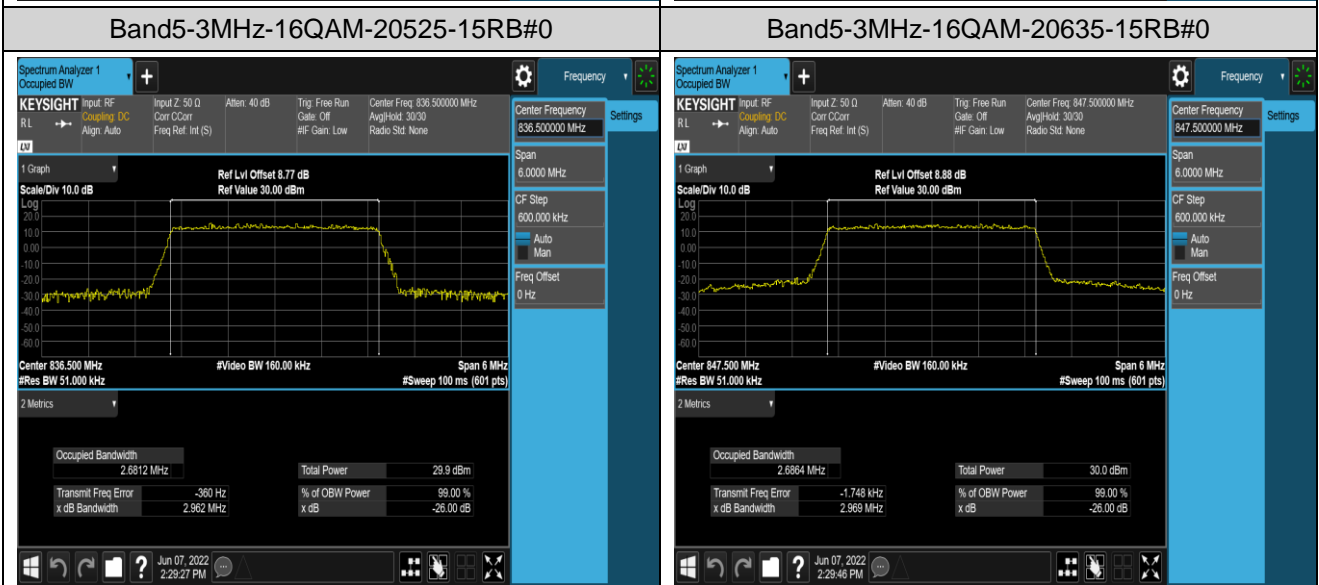 Band5-3MHz-16QAM-20525-15RB#0
Spectrum Analyzer 1
Occupied BW
+
Frequency
KEYSIGHT
RL
LXI
Input: RF
Coupling: DC
Align: Auto
Input Z: 50 Ω
Corr CCorr
Freq Ref: Int (S)
Atten: 40 dB
Trig: Free Run
Gate: Off
#IF Gain: Low
Center Freq: 836.500000 MHz
Avg|Hold: 30/30
Radio Std: None
Center Frequency
836.500000 MHz
Settings
Span
6.0000 MHz
CF Step
600.000 kHz
Auto
Man
Freq Offset
0 Hz
1 Graph
Scale/Div 10.0 dB
Ref Lvl Offset 8.77 dB
Ref Value 30.00 dBm
Log
20.0
10.0
0.00
-10.0
-20.0
-30.0
-40.0
-50.0
-60.0
Center 836.500 MHz
#Res BW 51.000 kHz
#Video BW 160.00 kHz
Span 6 MHz
#Sweep 100 ms (601 pts)
2 Metrics
Occupied Bandwidth
2.6812 MHz
Total Power 29.9 dBm
Transmit Freq Error -360 Hz
% of OBW Power 99.00 %
x dB Bandwidth 2.962 MHz
x dB -26.00 dB
?
Jun 07, 2022
2:29:27 PM
Band5-3MHz-16QAM-20635-15RB#0
Spectrum Analyzer 1
Occupied BW
+
Frequency
KEYSIGHT
RL
LXI
Input: RF
Coupling: DC
Align: Auto
Input Z: 50 Ω
Corr CCorr
Freq Ref: Int (S)
Atten: 40 dB
Trig: Free Run
Gate: Off
#IF Gain: Low
Center Freq: 847.500000 MHz
Avg|Hold: 30/30
Radio Std: None
Center Frequency
847.500000 MHz
Settings
Span
6.0000 MHz
CF Step
600.000 kHz
Auto
Man
Freq Offset
0 Hz
1 Graph
Scale/Div 10.0 dB
Ref Lvl Offset 8.88 dB
Ref Value 30.00 dBm
Log
20.0
10.0
0.00
-10.0
-20.0
-30.0
-40.0
-50.0
-60.0
Center 847.500 MHz
#Res BW 51.000 kHz
#Video BW 160.00 kHz
Span 6 MHz
#Sweep 100 ms (601 pts)
2 Metrics
Occupied Bandwidth
2.6864 MHz
Total Power 30.0 dBm
Transmit Freq Error -1.748 kHz
% of OBW Power 99.00 %
x dB Bandwidth 2.969 MHz
x dB -26.00 dB
?
Jun 07, 2022
2:29:46 PM